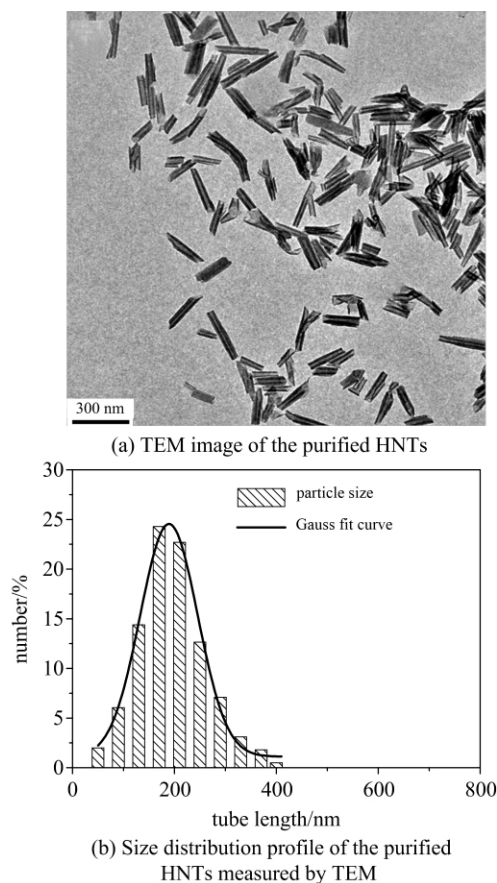 300 nm
(a) TEM image of the purified HNTs
30
25
20
15
10
5
0
number/%
particle size
Gauss fit curve
0
200
400
600
800
tube length/nm
(b) Size distribution profile of the purified
HNTs measured by TEM